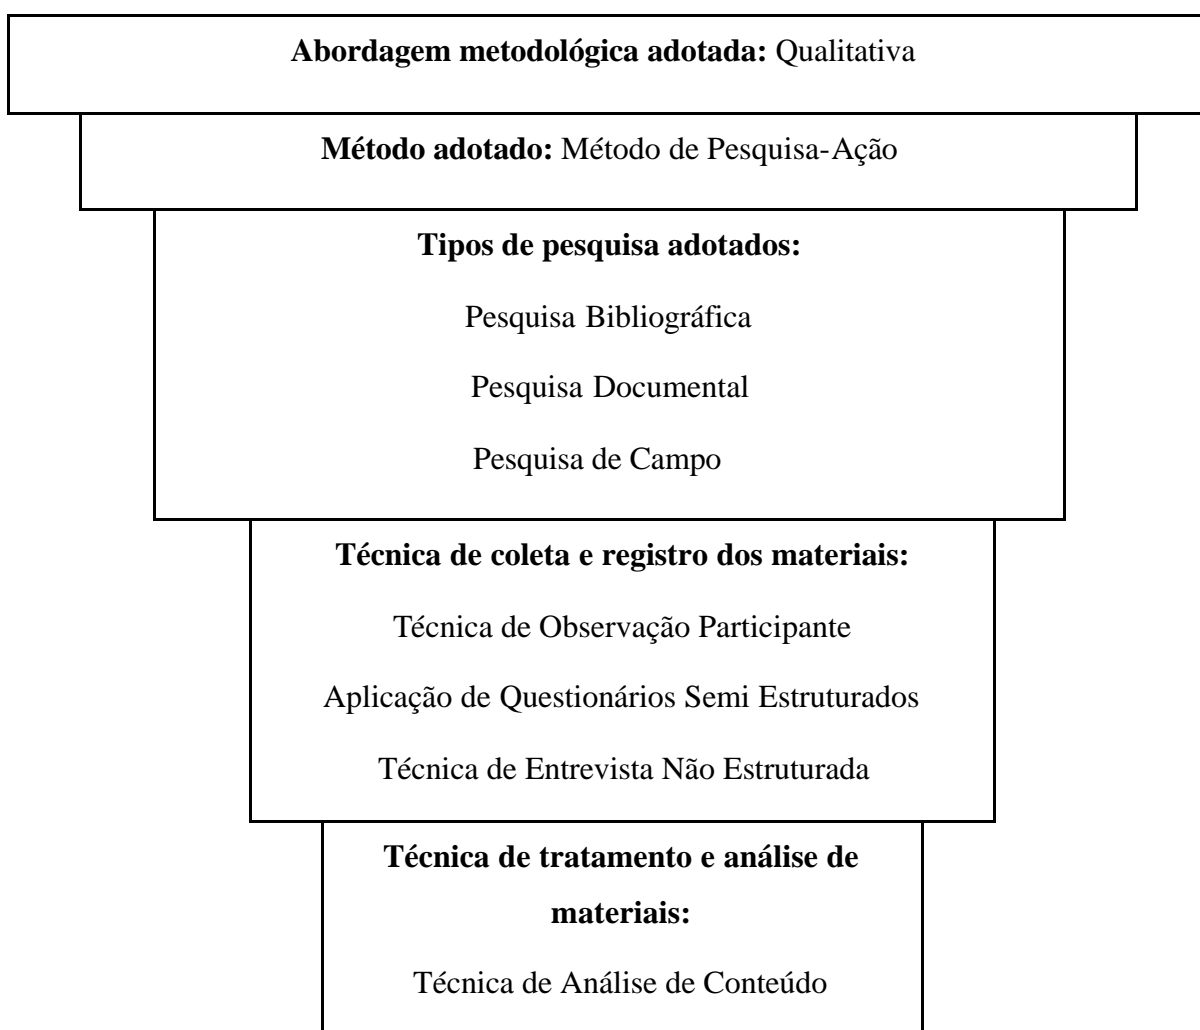 Abordagem metodológica adotada: Qualitativa
Método adotado: Método de Pesquisa-Ação
Tipos de pesquisa adotados:
Pesquisa Bibliográfica
Pesquisa Documental
Pesquisa de Campo
Técnica de coleta e registro dos materiais:
Técnica de Observação Participante
Aplicação de Questionários Semi Estruturados
Técnica de Entrevista Não Estruturada
Técnica de tratamento e análise de
materiais:
Técnica de Análise de Conteúdo